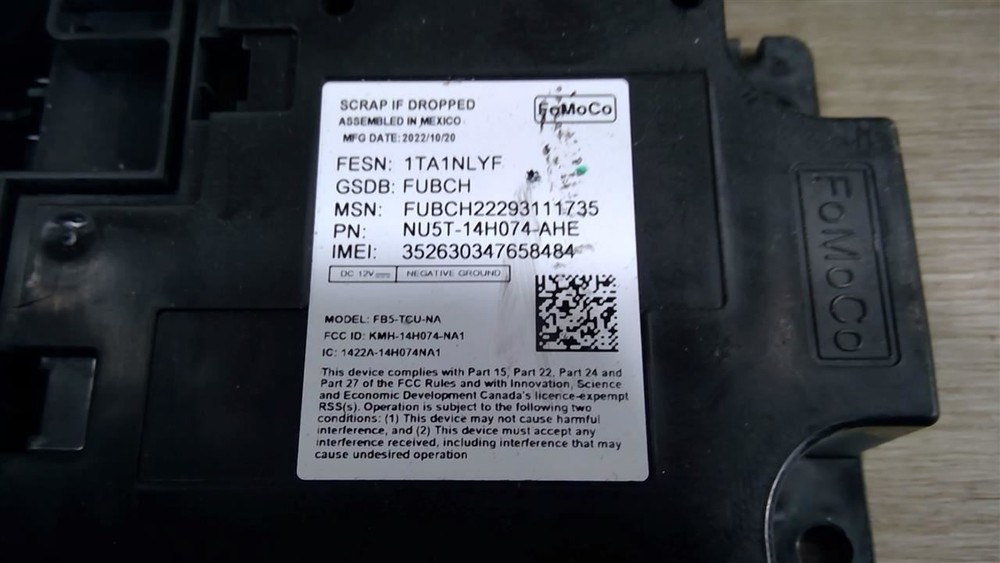 SCRAP IF DROPPED
ASSEMBLED IN MEXICO
MFG DATE: 2022/10/20
FoMoCo
FESN: 1TA1NLYF
GSDB: FUBCH
MSN: FUBCH22293111735
PN: NU5T-14H074-AHE
IMEI: 352630347658484
DC 12V NEGATIVE GROUND
MODEL: FB5-TCU-NA
FCC ID: KMH-14H074-NA1
IC: 1422A-14H074NA1
This device complies with Part 15, Part 22, Part 24 and
Part 27 of the FCC Rules and with Innovation, Science
and Economic Development Canada's licence-expempt
RSS(s). Operation is subject to the following two
conditions: (1) This device may not cause harmful
interference, and (2) This device must accept any
interference received, including interference that may
cause undesired operation
FoMoCo